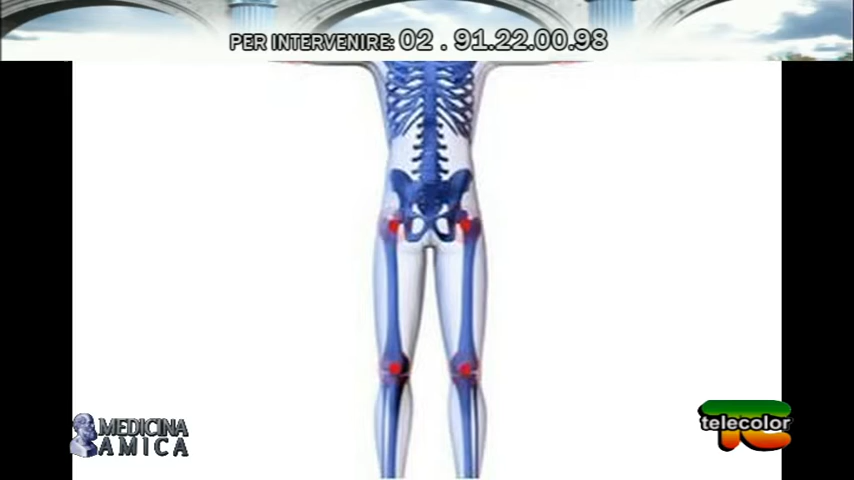 PER INTERVENIRE: 02 . 91.22.00.98
MEDICINA
AMICA
telecolor